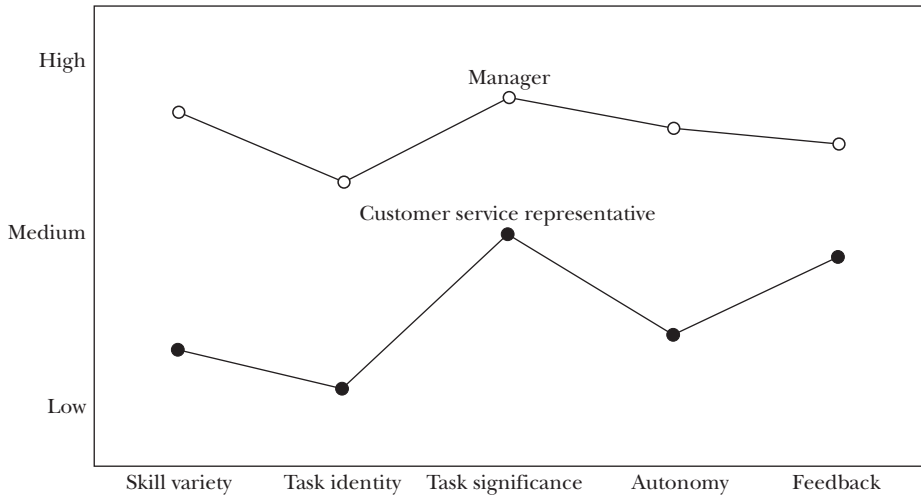 High
Manager
Customer service representative
Medium
Low
Skill variety
Task identity
Task significance
Autonomy
Feedback